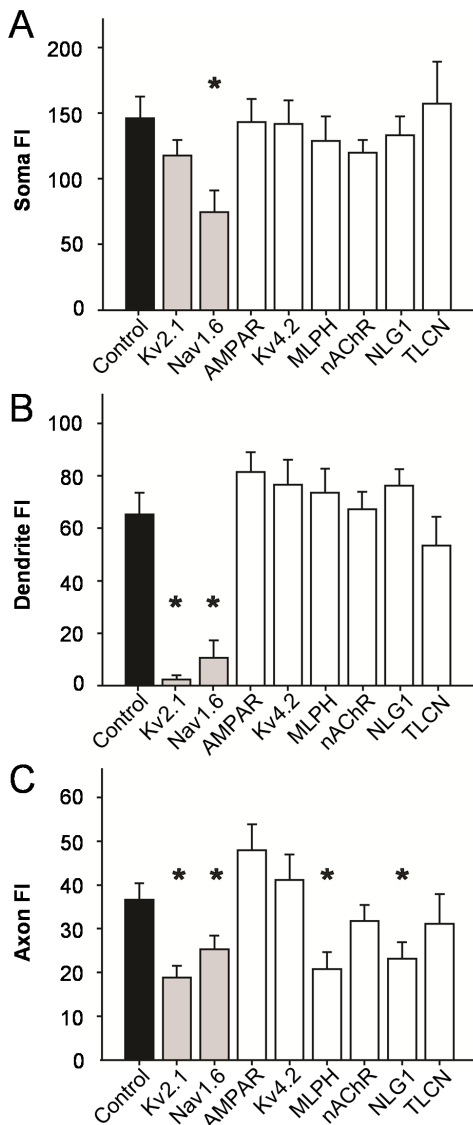 A
Soma FI
200
150
100
50
0
*
Control Kv2.1 Nav1.6 AMPAR Kv4.2 MLPH nAChR NLG1 TLCN
B
Dendrite FI
100
80
60
40
20
0
* *
Control Kv2.1 Nav1.6 AMPAR Kv4.2 MLPH nAChR NLG1 TLCN
C
Axon FI
60
50
40
30
20
10
0
* * * *
Control Kv2.1 Nav1.6 AMPAR Kv4.2 MLPH nAChR NLG1 TLCN